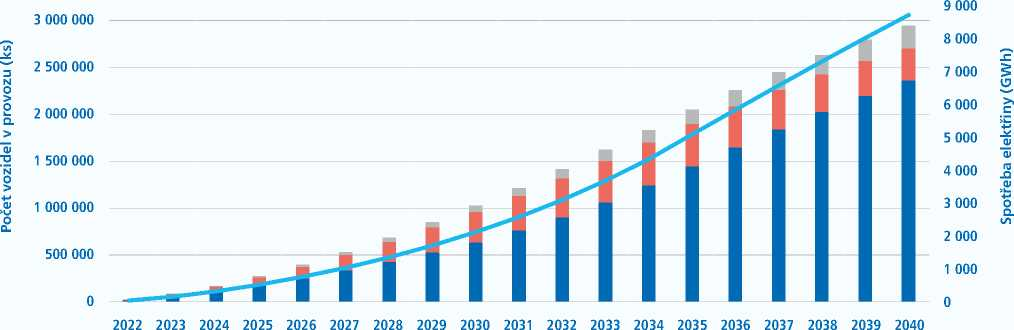 Počet vozidel v provozu (ks)
3 000 000
2 500 000
2 000 000
1 500 000
1 000 000
500 000
0
9 000
8 000
7 000
6 000
5 000
4 000
3 000
2 000
1 000
0
Spotřeba elektřiny (GWh)
2022 2023 2024 2025 2026 2027 2028 2029 2030 2031 2032 2033 2034 2035 2036 2037 2038 2039 2040